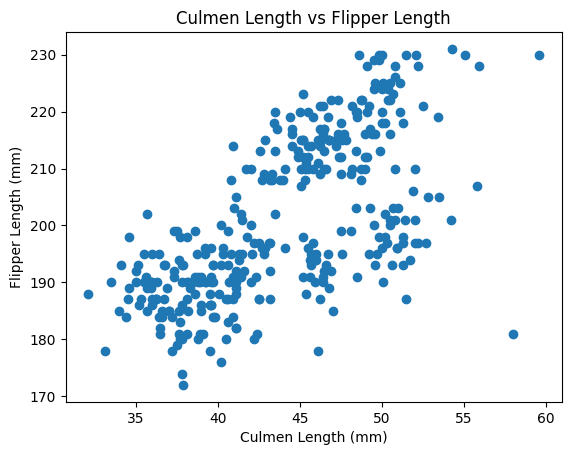 Culmen Length vs Flipper Length
230
220
210
200
190
180
170
Flipper Length (mm)
35 40 45 50 55 60
Culmen Length (mm)